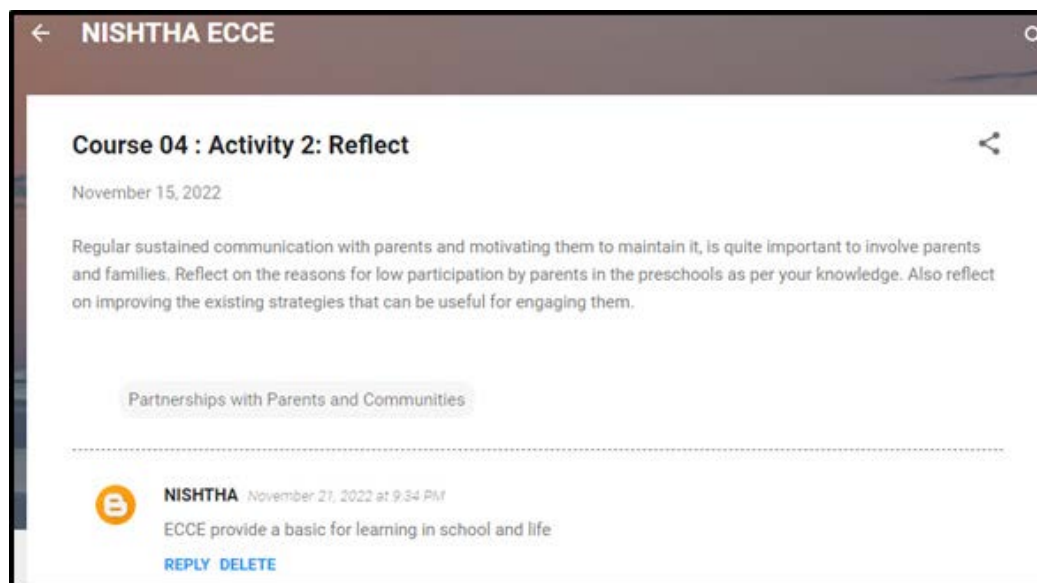 NISHTHA ECCE
Course 04 : Activity 2: Reflect
November 15, 2022
Regular sustained communication with parents and motivating them to maintain it, is quite important to involve parents
and families. Reflect on the reasons for low participation by parents in the preschools as per your knowledge. Also reflect
on improving the existing strategies that can be useful for engaging them.
Partnerships with Parents and Communities
NISHTHA November 21, 2022 at 9:34 PM
ECCE provide a basic for learning in school and life
REPLY DELETE